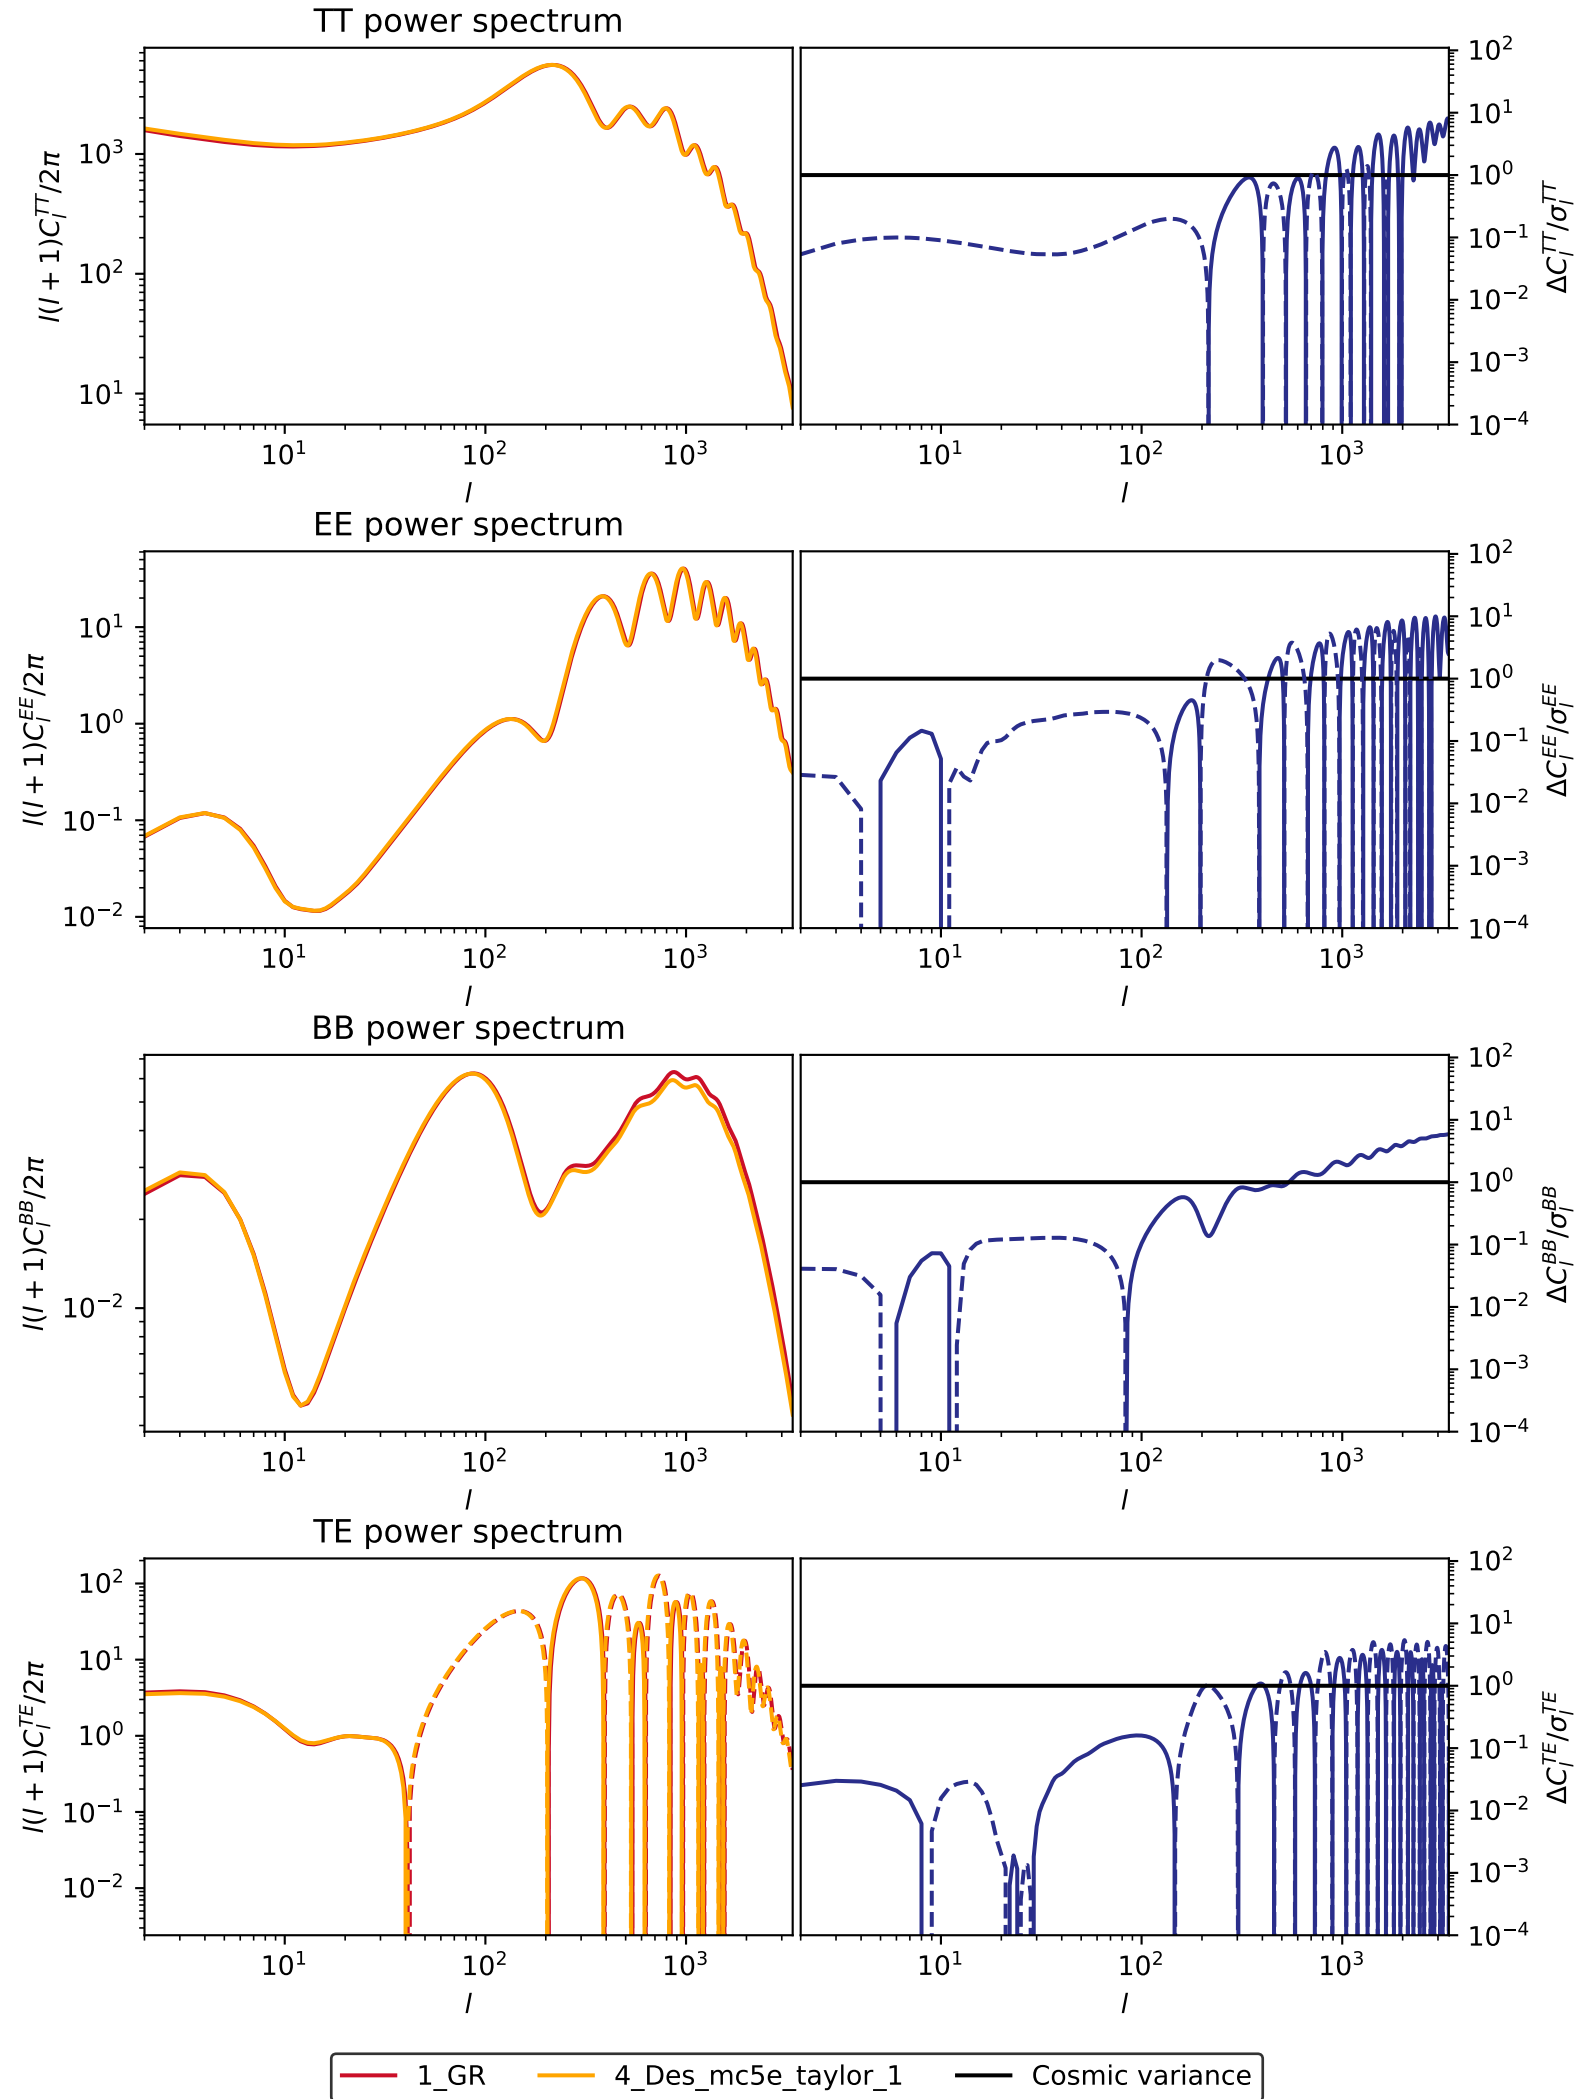 TT power spectrum
l(l + 1)C_l^{TT}/2π
10^3
10^2
10^1
10^1 10^2 10^3
l
10^2
10^1
10^0
10^{−1}
10^{−2}
10^{−3}
10^{−4}
ΔC_l^{TT}/σ_l^{TT}
10^1 10^2 10^3
l
EE power spectrum
l(l + 1)C_l^{EE}/2π
10^1
10^0
10^{−1}
10^{−2}
10^1 10^2 10^3
l
10^2
10^1
10^0
10^{−1}
10^{−2}
10^{−3}
10^{−4}
ΔC_l^{EE}/σ_l^{EE}
10^1 10^2 10^3
l
BB power spectrum
l(l + 1)C_l^{BB}/2π
10^{−2}
10^1 10^2 10^3
l
10^2
10^1
10^0
10^{−1}
10^{−2}
10^{−3}
10^{−4}
ΔC_l^{BB}/σ_l^{BB}
10^1 10^2 10^3
l
TE power spectrum
l(l + 1)C_l^{TE}/2π
10^2
10^1
10^0
10^{−1}
10^{−2}
10^1 10^2 10^3
l
10^2
10^1
10^0
10^{−1}
10^{−2}
10^{−3}
10^{−4}
ΔC_l^{TE}/σ_l^{TE}
10^1 10^2 10^3
l
1_GR 4_Des_mc5e_taylor_1 Cosmic variance